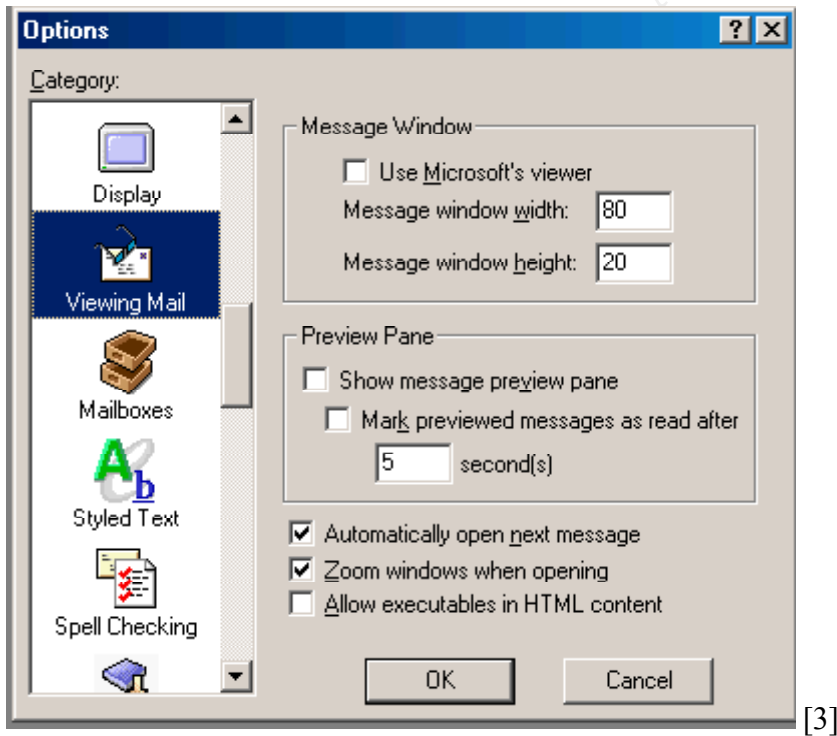 Options
Category:
Display
Viewing Mail
Mailboxes
Styled Text
Spell Checking
Message Window
Use Microsoft's viewer
Message window width: 80
Message window height: 20
Preview Pane
Show message preview pane
Mark previewed messages as read after
5 second(s)
Automatically open next message
Zoom windows when opening
Allow executables in HTML content
OK Cancel
[3]